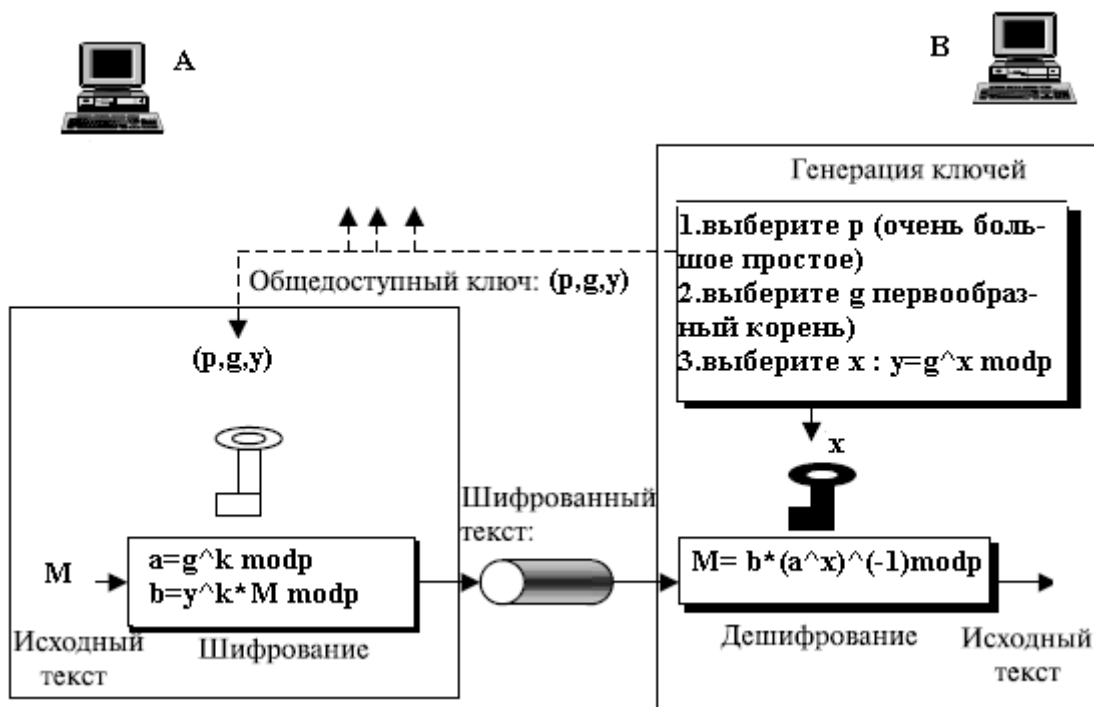 A
B
Генерация ключей
1.выберите p (очень боль-
шое простое)
2.выберите g первообраз-
ный корень)
3.выберите x : y=g^x modp
Общедоступный ключ: (p,g,y)
(p,g,y)
x
Шифрованный
текст:
M
a=g^k modp
b=y^k*M modp
M= b*(a^x)^(-1)modp
Исходный
текст
Шифрование
Дешифрование
Исходный
текст